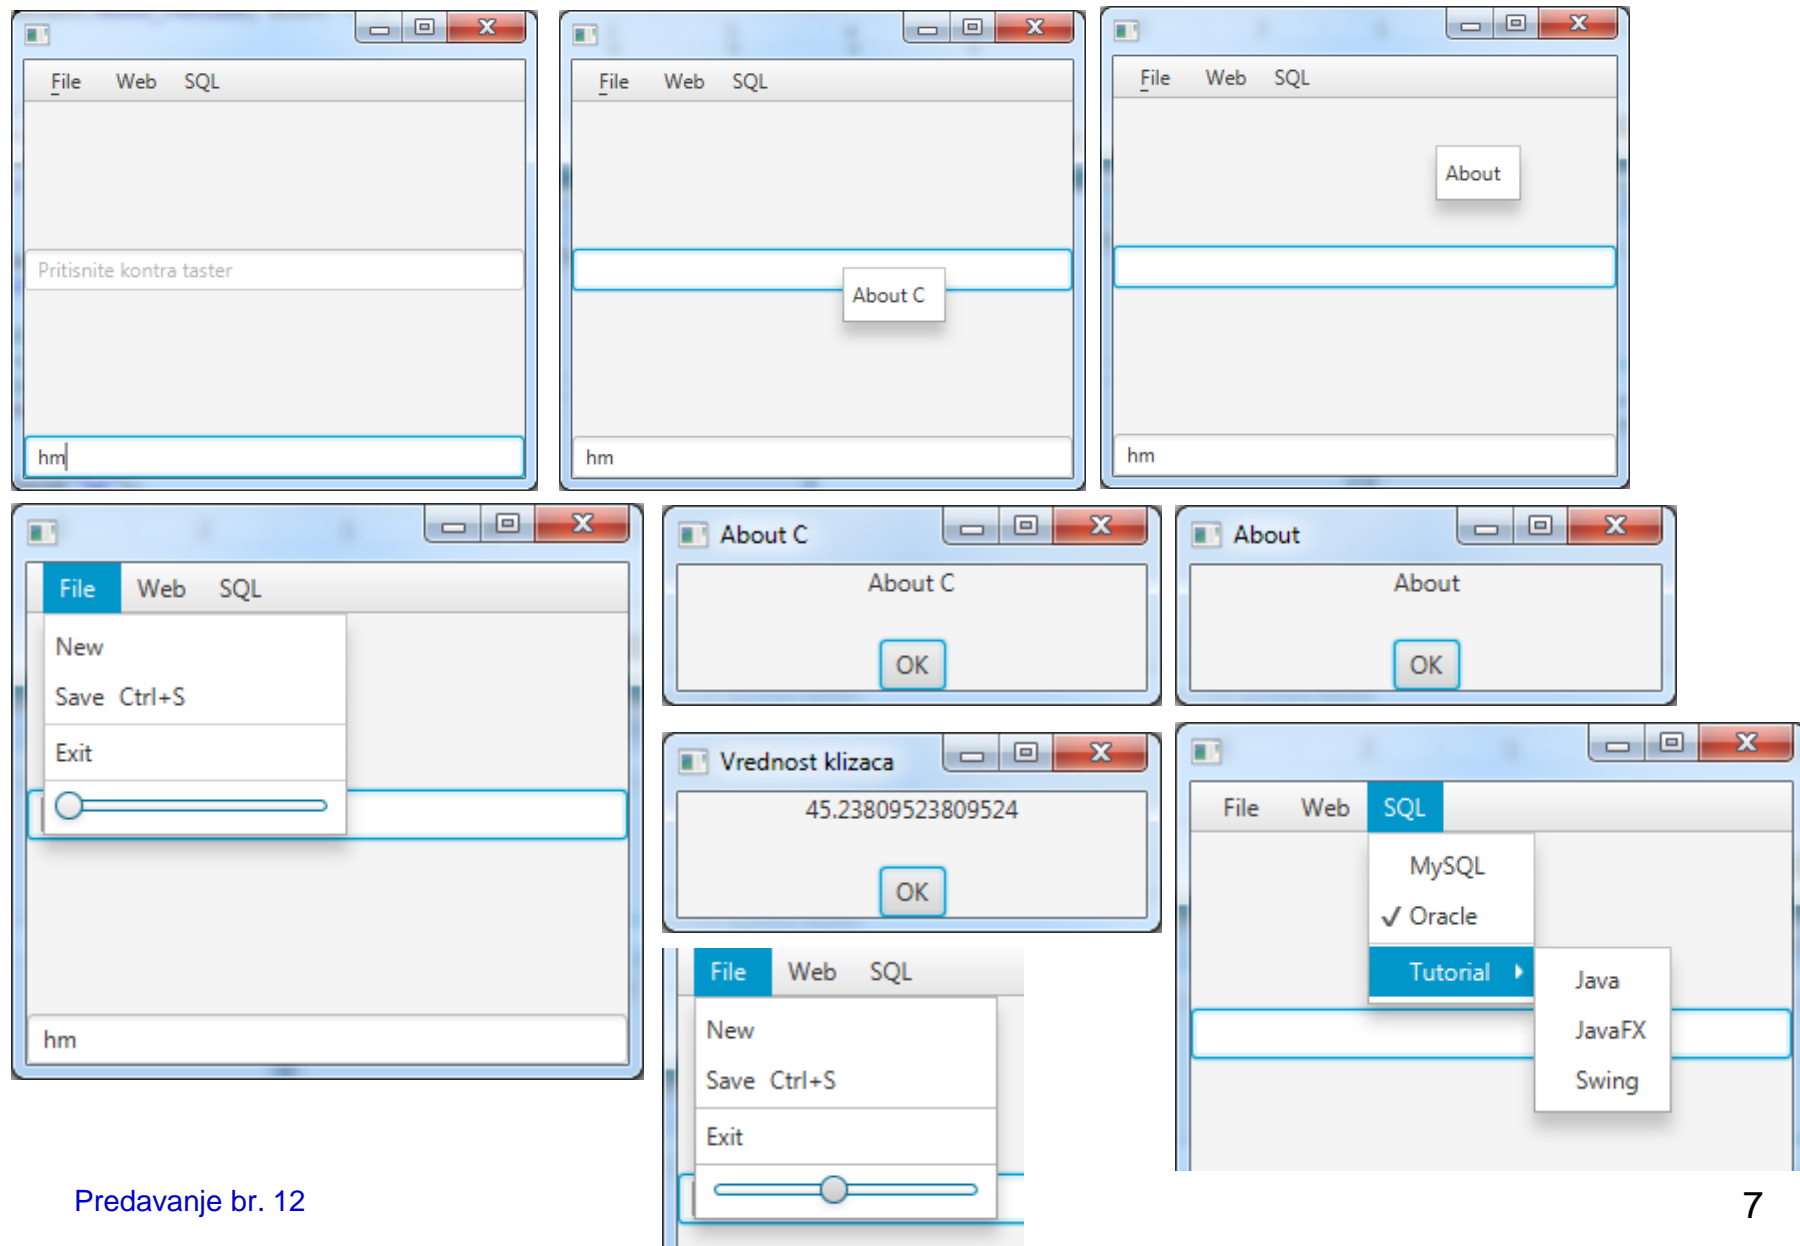 File Web SQL
Pritisnite kontra taster
hm
File Web SQL
About C
hm
File Web SQL
About
hm
File Web SQL
New
Save Ctrl+S
Exit
hm
About C
About C
OK
About
About
OK
Vrednost klizaca
45.23809523809524
OK
File Web SQL
New
Save Ctrl+S
Exit
File Web SQL
MySQL
Oracle
Tutorial
Java
JavaFX
Swing
Predavanje br. 12
7